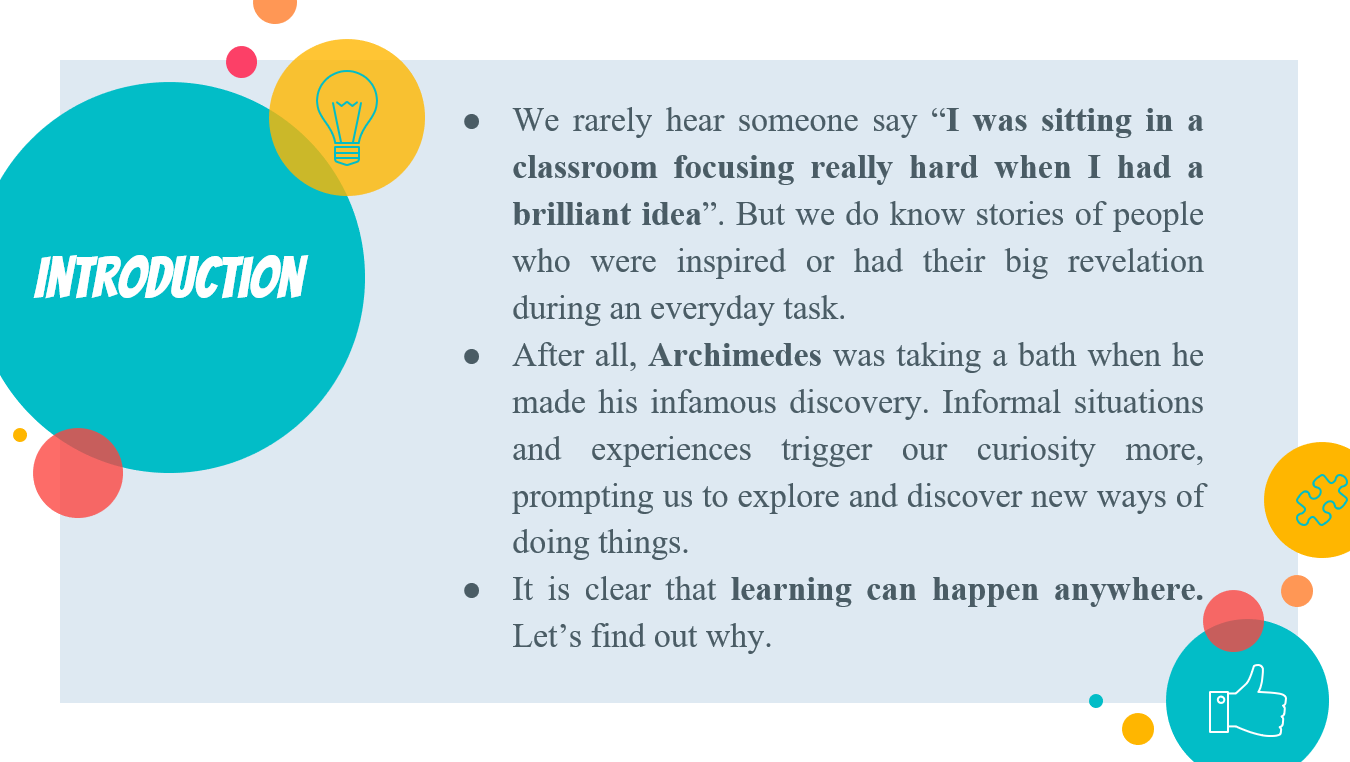 INTRODUCTION
● We rarely hear someone say “I was sitting in a
classroom focusing really hard when I had a
brilliant idea”. But we do know stories of people
who were inspired or had their big revelation
during an everyday task.
● After all, Archimedes was taking a bath when he
made his infamous discovery. Informal situations
and experiences trigger our curiosity more,
prompting us to explore and discover new ways of
doing things.
● It is clear that learning can happen anywhere.
Let’s find out why.